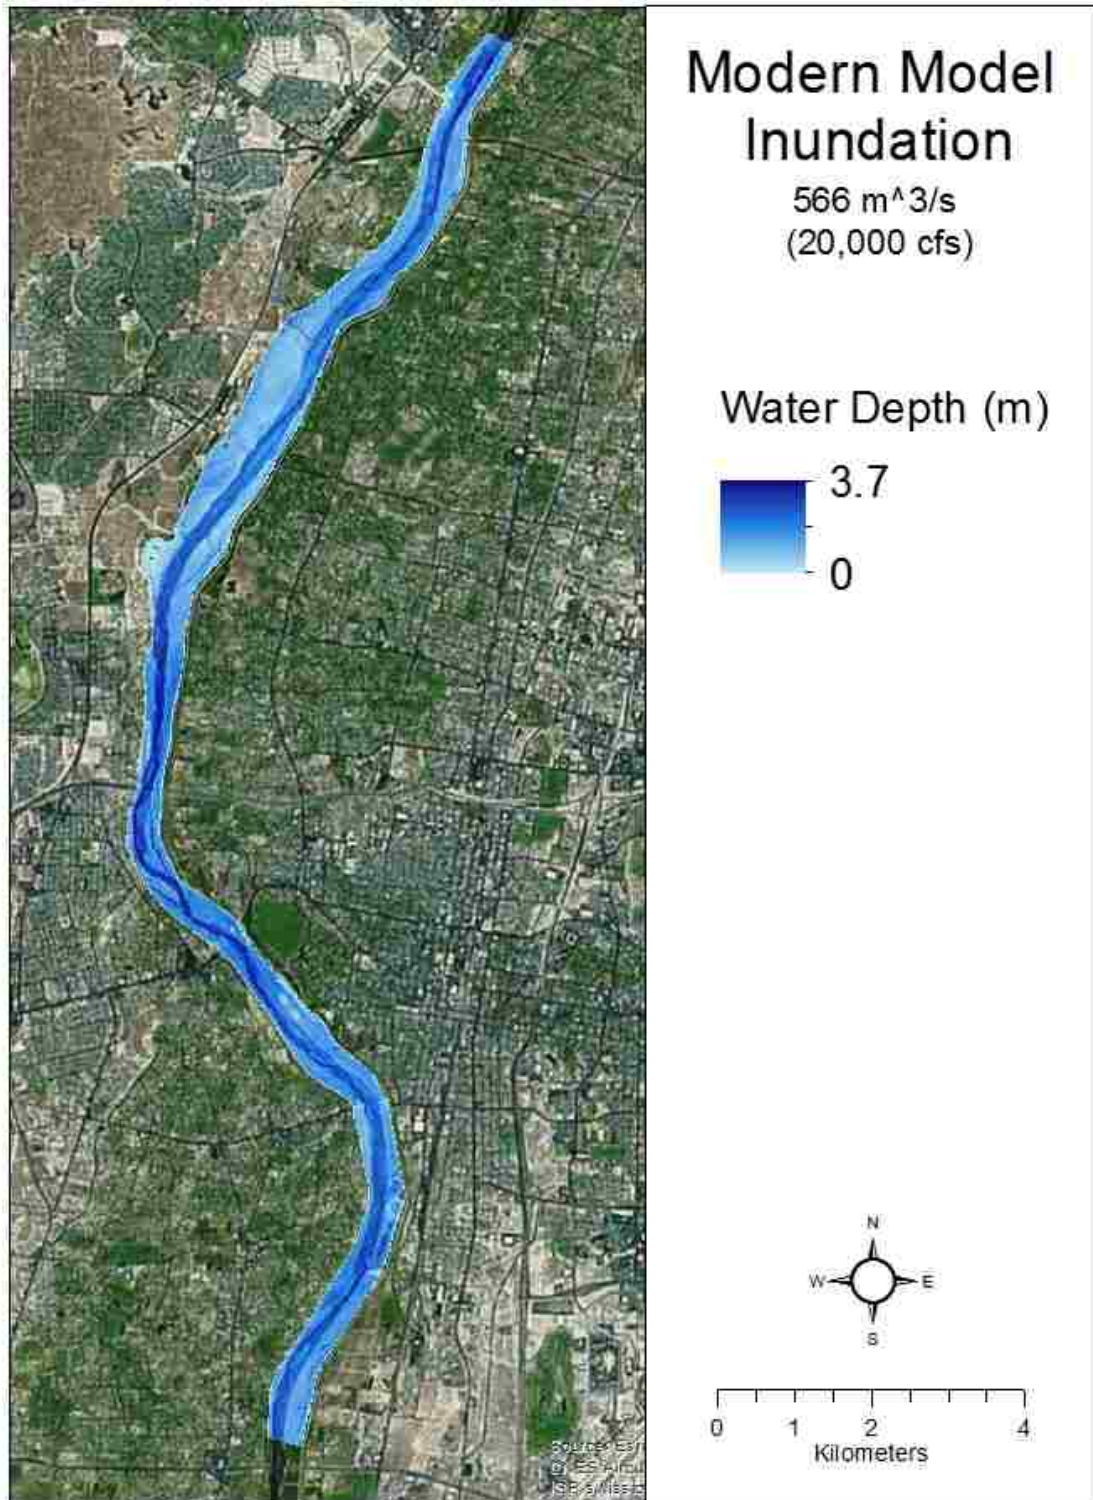 Modern Model
Inundation
566 m^3/s
(20,000 cfs)
Water Depth (m)
3.7
0
N
W E
S
0 1 2 4
Kilometers